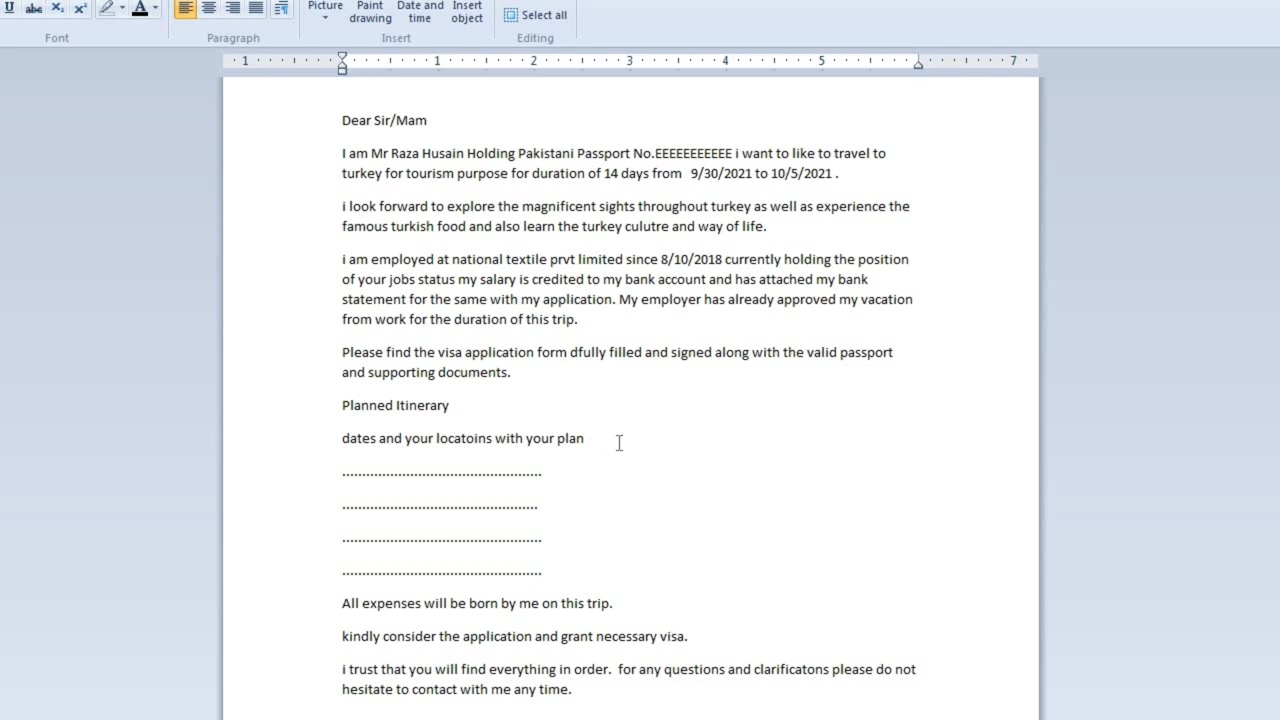 U abc X₂ X² A Picture Paint drawing Date and time Insert object Select all
Font Paragraph Insert Editing
1 1 2 3 4 5 7
Dear Sir/Mam
I am Mr Raza Husain Holding Pakistani Passport No.EEEEEEEEEEE i want to like to travel to
turkey for tourism purpose for duration of 14 days from 9/30/2021 to 10/5/2021 .
i look forward to explore the magnificent sights throughout turkey as well as experience the
famous turkish food and also learn the turkey culutre and way of life.
i am employed at national textile prvt limited since 8/10/2018 currently holding the position
of your jobs status my salary is credited to my bank account and has attached my bank
statement for the same with my application. My employer has already approved my vacation
from work for the duration of this trip.
Please find the visa application form dfully filled and signed along with the valid passport
and supporting documents.
Planned Itinerary
dates and your locatoins with your plan
..................................................
.................................................
..................................................
..................................................
All expenses will be born by me on this trip.
kindly consider the application and grant necessary visa.
i trust that you will find everything in order.  for any questions and clarificatons please do not
hesitate to contact with me any time.